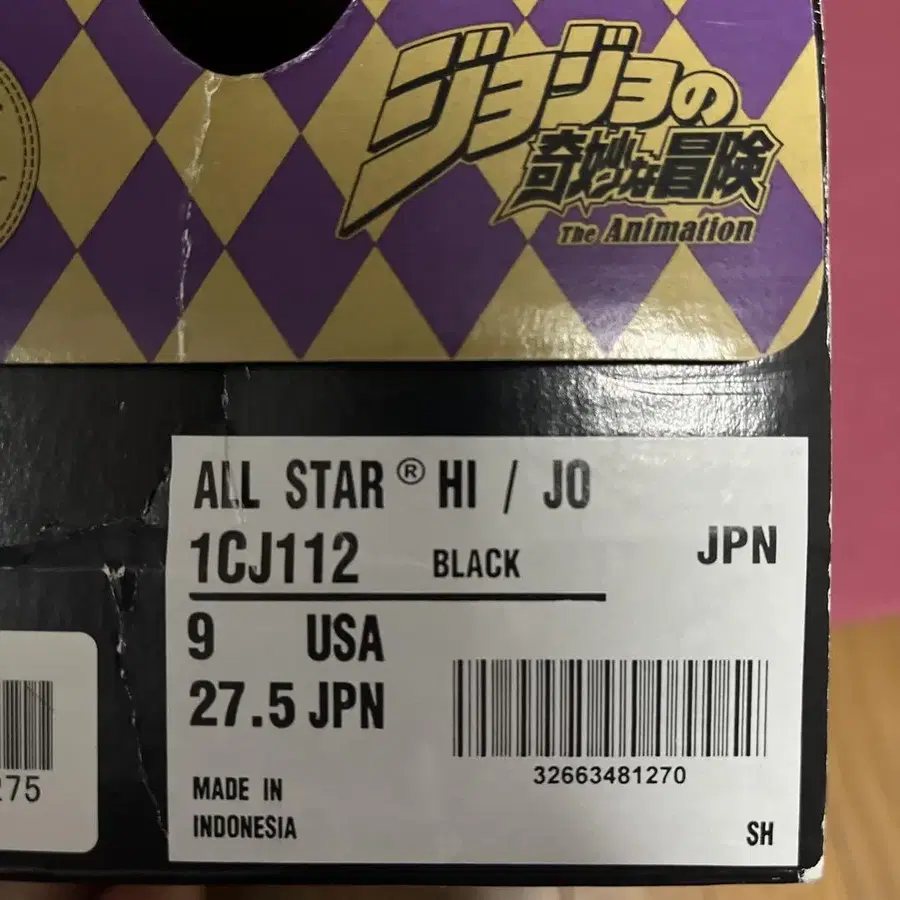 ジョジョの
奇妙な冒険
The Animation
ALL STAR® HI / JO
1CJ112 BLACK JPN
9 USA
27.5 JPN
32663481270
MADE IN
INDONESIA
SH
275